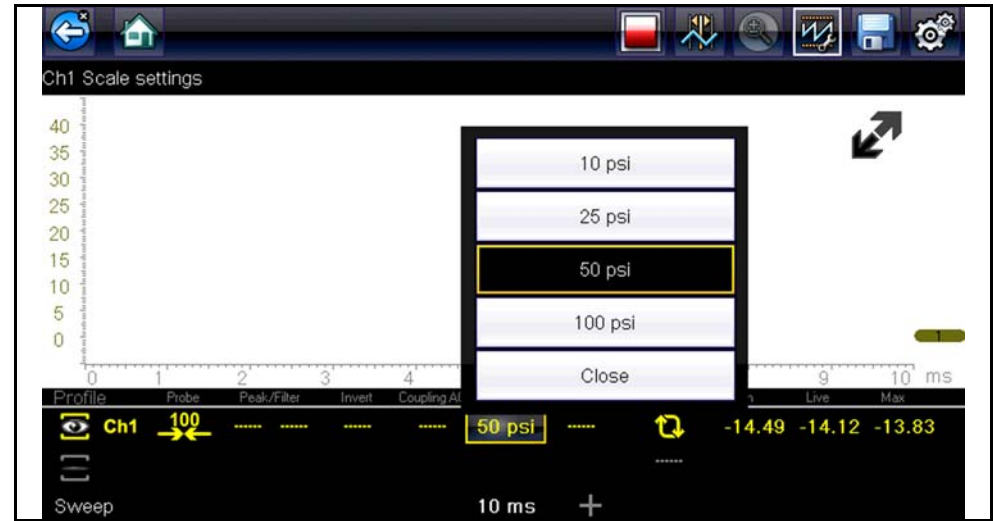 Ch1 Scale settings
40
35
30
25
20
15
10
5
0
10 psi
25 psi
50 psi
100 psi
Close
1
0 1 2 3 4 9 10 ms
Profile Probe Peak/Filter Invert Coupling Live Max
Ch1 100 ------ ------ ------ ------ 50 psi ------ -14.49 -14.12 -13.83
------
Sweep 10 ms +